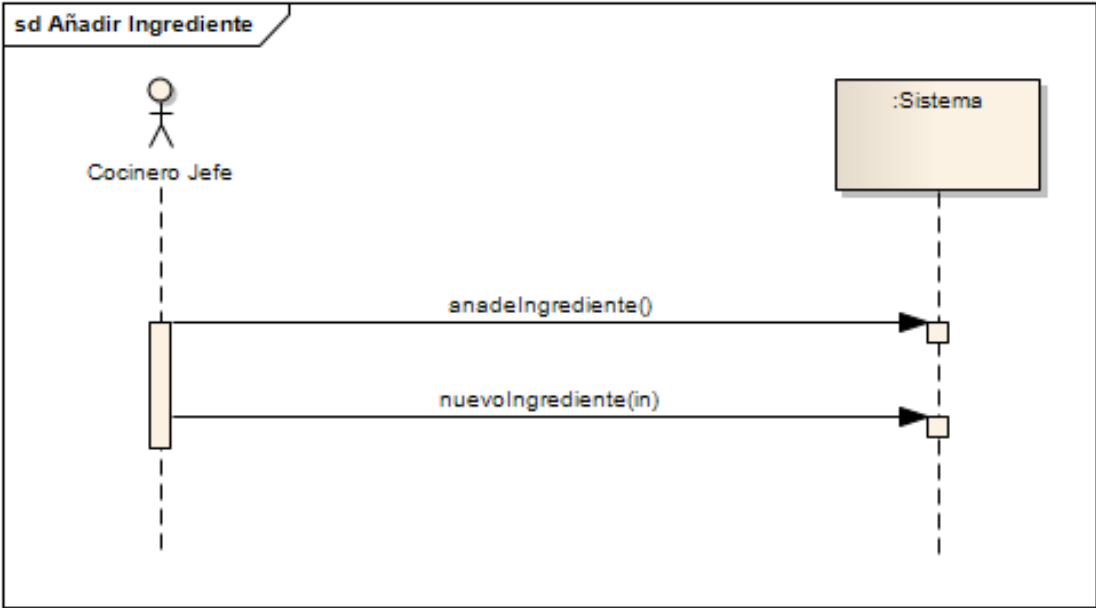 sd Añadir Ingrediente
:Sistema
Cocinero Jefe
anadeIngrediente()
nuevoIngrediente(in)